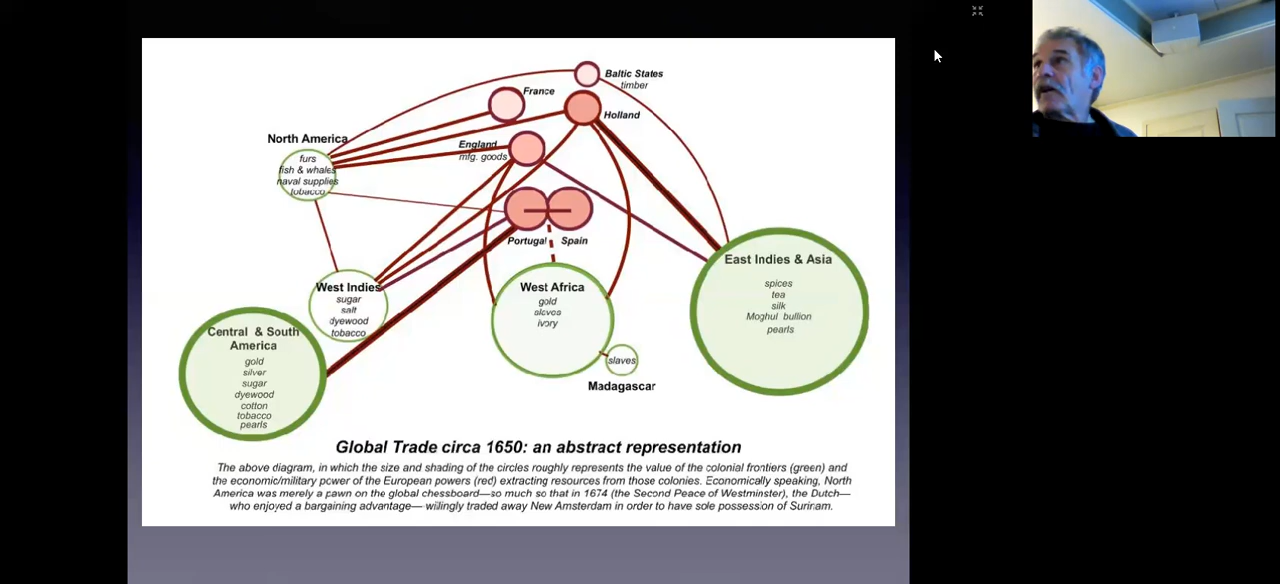 Baltic States
timber
France
Holland
North America
furs
fish & whales
naval supplies
tobacco
England
mfg. goods
Portugal
Spain
East Indies & Asia
spices
tea
silk
Moghul bullion
pearls
West Indies
sugar
salt
dyewood
tobacco
West Africa
gold
slaves
ivory
Central & South
America
gold
silver
sugar
dyewood
cotton
tobacco
pearls
slaves
Madagascar
Global Trade circa 1650: an abstract representation
The above diagram, in which the size and shading of the circles roughly represents the value of the colonial frontiers (green) and
the economic/military power of the European powers (red) extracting resources from those colonies. Economically speaking, North
America was merely a pawn on the global chessboard—so much so that in 1674 (the Second Peace of Westminster), the Dutch—
who enjoyed a bargaining advantage— willingly traded away New Amsterdam in order to have sole possession of Surinam.